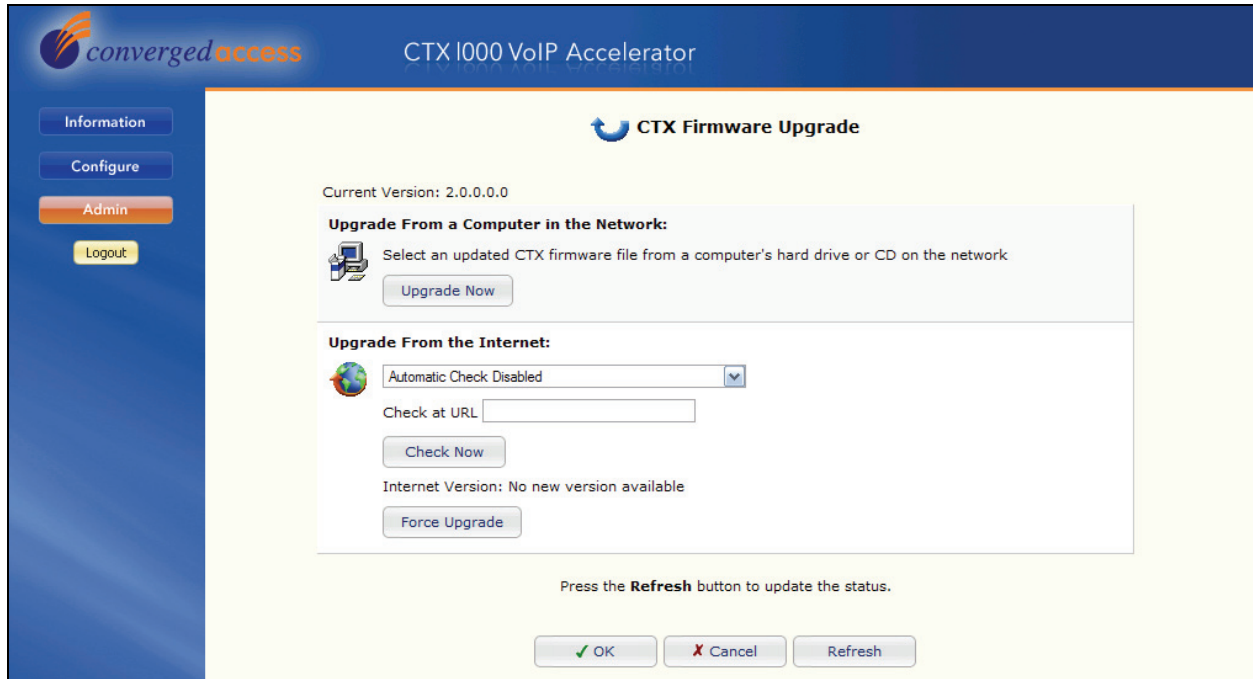 convergedaccess
CTX 1000 VoIP Accelerator
Information
Configure
Admin
Logout
CTX Firmware Upgrade
Current Version: 2.0.0.0.0
Upgrade From a Computer in the Network:
Select an updated CTX firmware file from a computer's hard drive or CD on the network
Upgrade Now
Upgrade From the Internet:
Automatic Check Disabled
Check at URL
Check Now
Internet Version: No new version available
Force Upgrade
Press the Refresh button to update the status.
✓ OK
✗ Cancel
Refresh